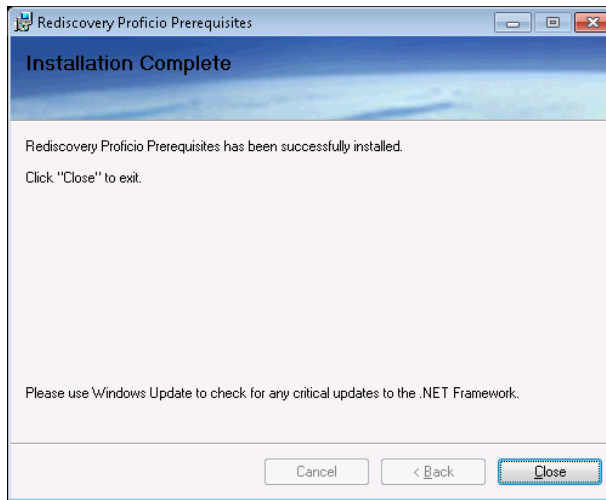 Rediscovery Proficio Prerequisites
Installation Complete
Rediscovery Proficio Prerequisites has been successfully installed.
Click "Close" to exit.
Please use Windows Update to check for any critical updates to the .NET Framework.
Cancel
< Back
Close